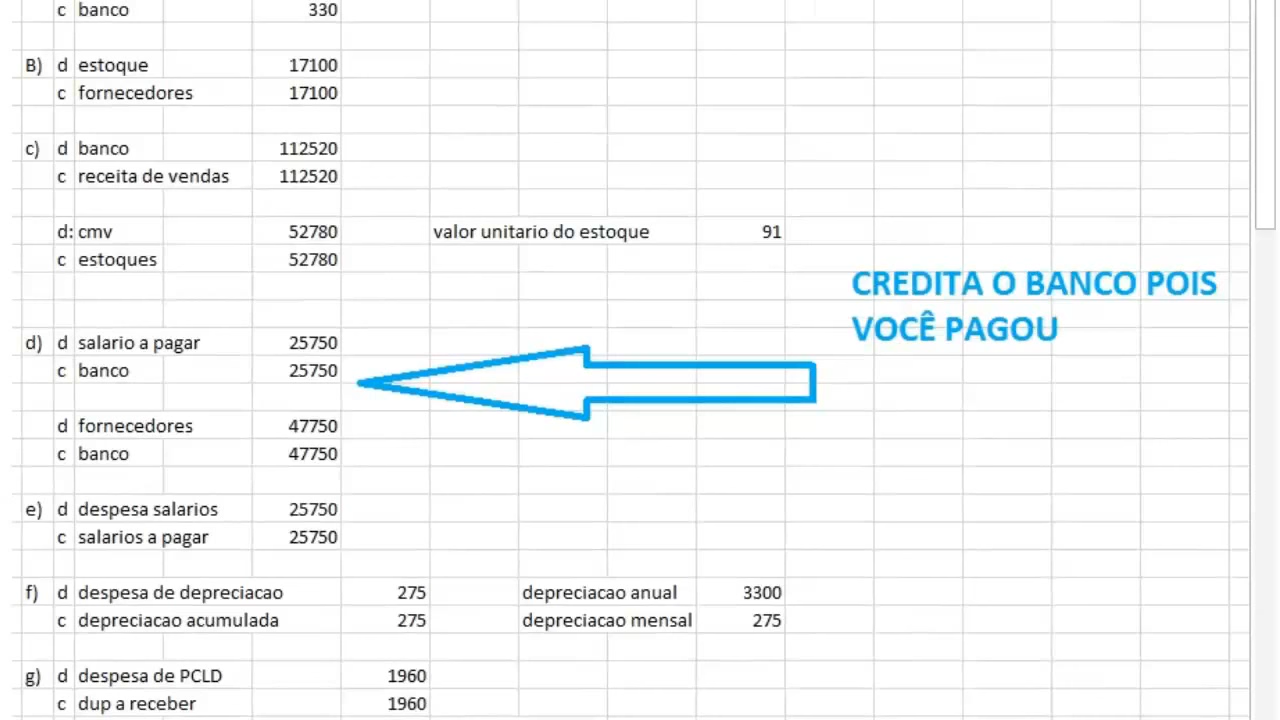 c banco 330
B) d estoque 17100
c fornecedores 17100
c) d banco 112520
c receita de vendas 112520
d: cmv 52780 valor unitario do estoque 91
c estoques 52780
CREDITA O BANCO POIS
VOCÊ PAGOU
d) d salario a pagar 25750
c banco 25750
d fornecedores 47750
c banco 47750
e) d despesa salarios 25750
c salarios a pagar 25750
f) d despesa de depreciacao 275 depreciacao anual 3300
c depreciacao acumulada 275 depreciacao mensal 275
g) d despesa de PCLD 1960
c dup a receber 1960